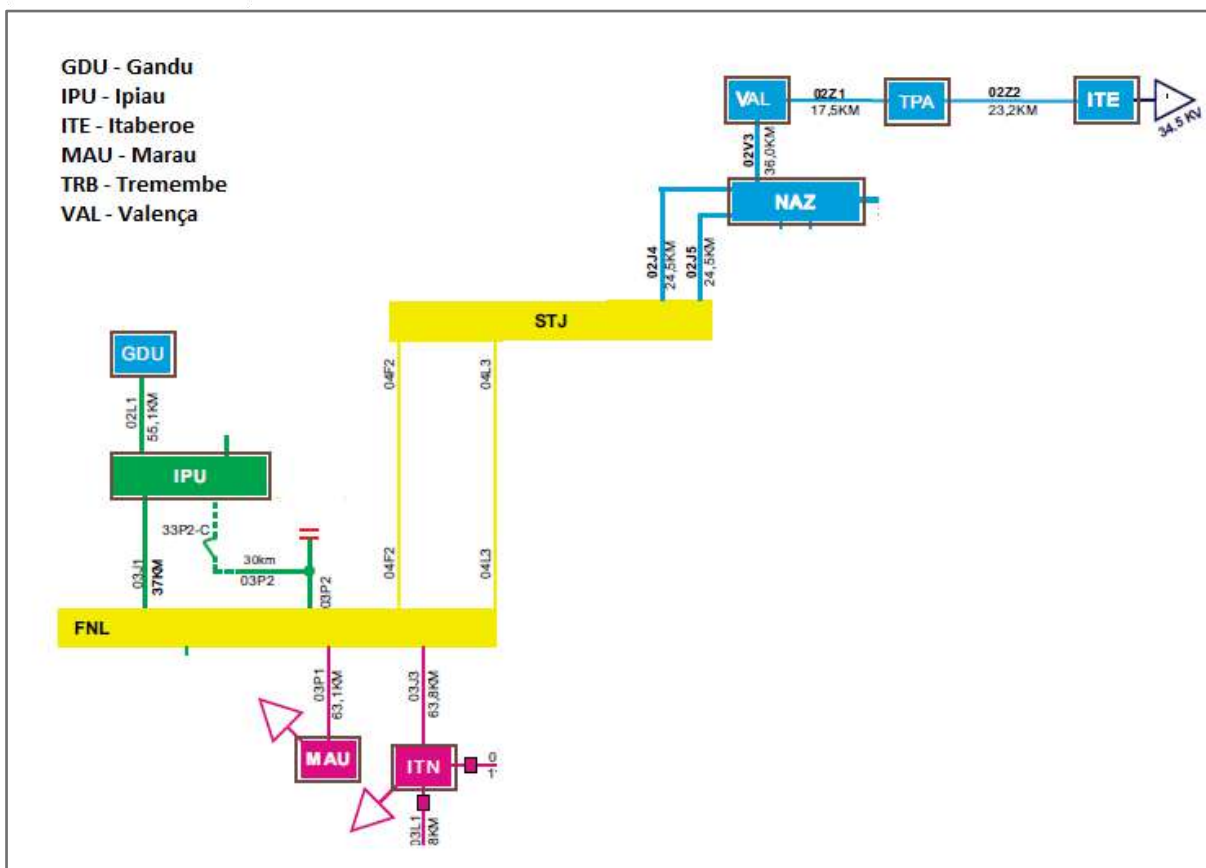 GDU - Gandu
IPU - Ipiau
ITE - Itaberoe
MAU - Marau
TRB - Tremembe
VAL - Valença
VAL
02Z1
17,5KM
TPA
02Z2
23,2KM
ITE
34,5 KV
02V3
36,0KM
NAZ
02J4
24,5KM
02J5
24,5KM
STJ
GDU
02L1
55,1KM
04F2
04L3
IPU
33P2-C
30km
03P2
03J1
37KM
03P2
04F2
04L3
FNL
03P1
63,1KM
03J3
63,8KM
MAU
ITN
03L1
8KM